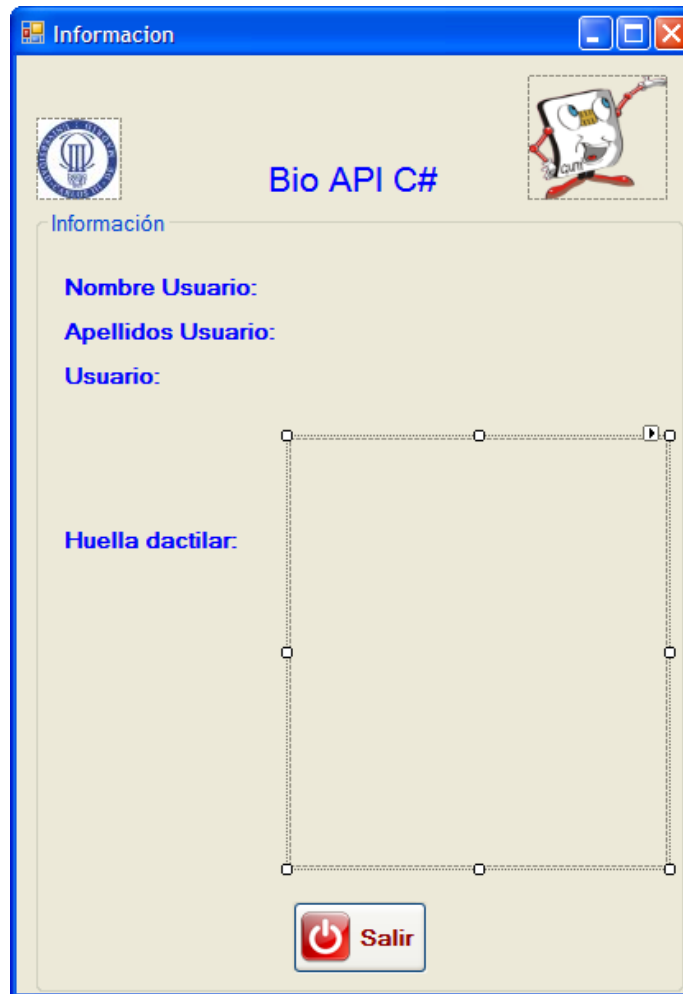 Informacion
Bio API C#
Información
Nombre Usuario:
Apellidos Usuario:
Usuario:
Huella dactilar:
Salir